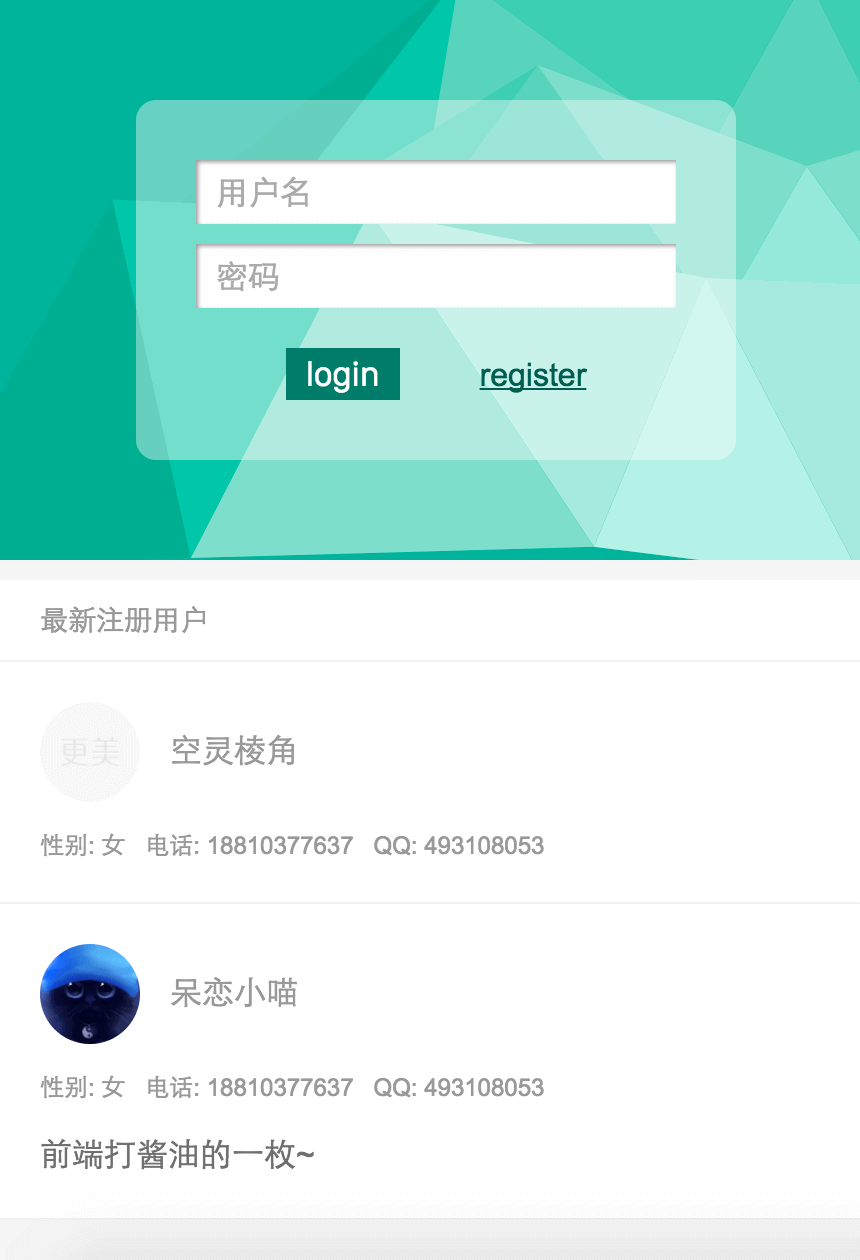 用户名
密码
login register
最新注册用户
更美
空灵棱角
性别: 女 电话: 18810377637 QQ: 493108053
呆恋小喵
性别: 女 电话: 18810377637 QQ: 493108053
前端打酱油的一枚~